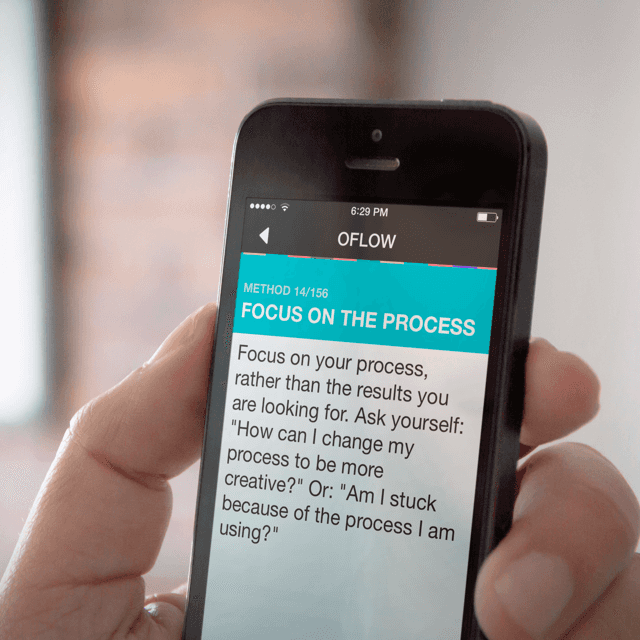 6:29 PM
OFLOW
METHOD 14/156
FOCUS ON THE PROCESS
Focus on your process,
rather than the results you
are looking for. Ask yourself:
"How can I change my
process to be more
creative?" Or: "Am I stuck
because of the process I am
using?"